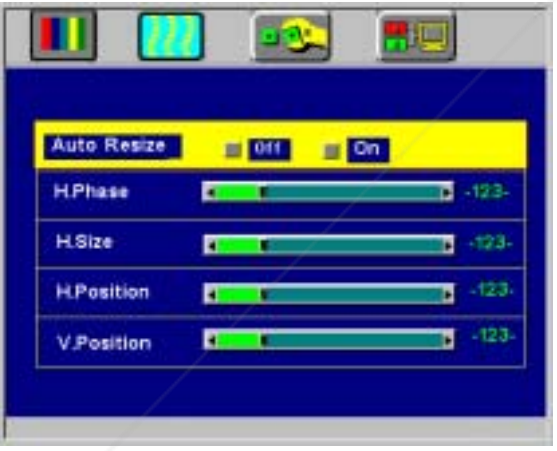 Auto Resize Off On
H.Phase -123-
H.Size -123-
H.Position -123-
V.Position -123-